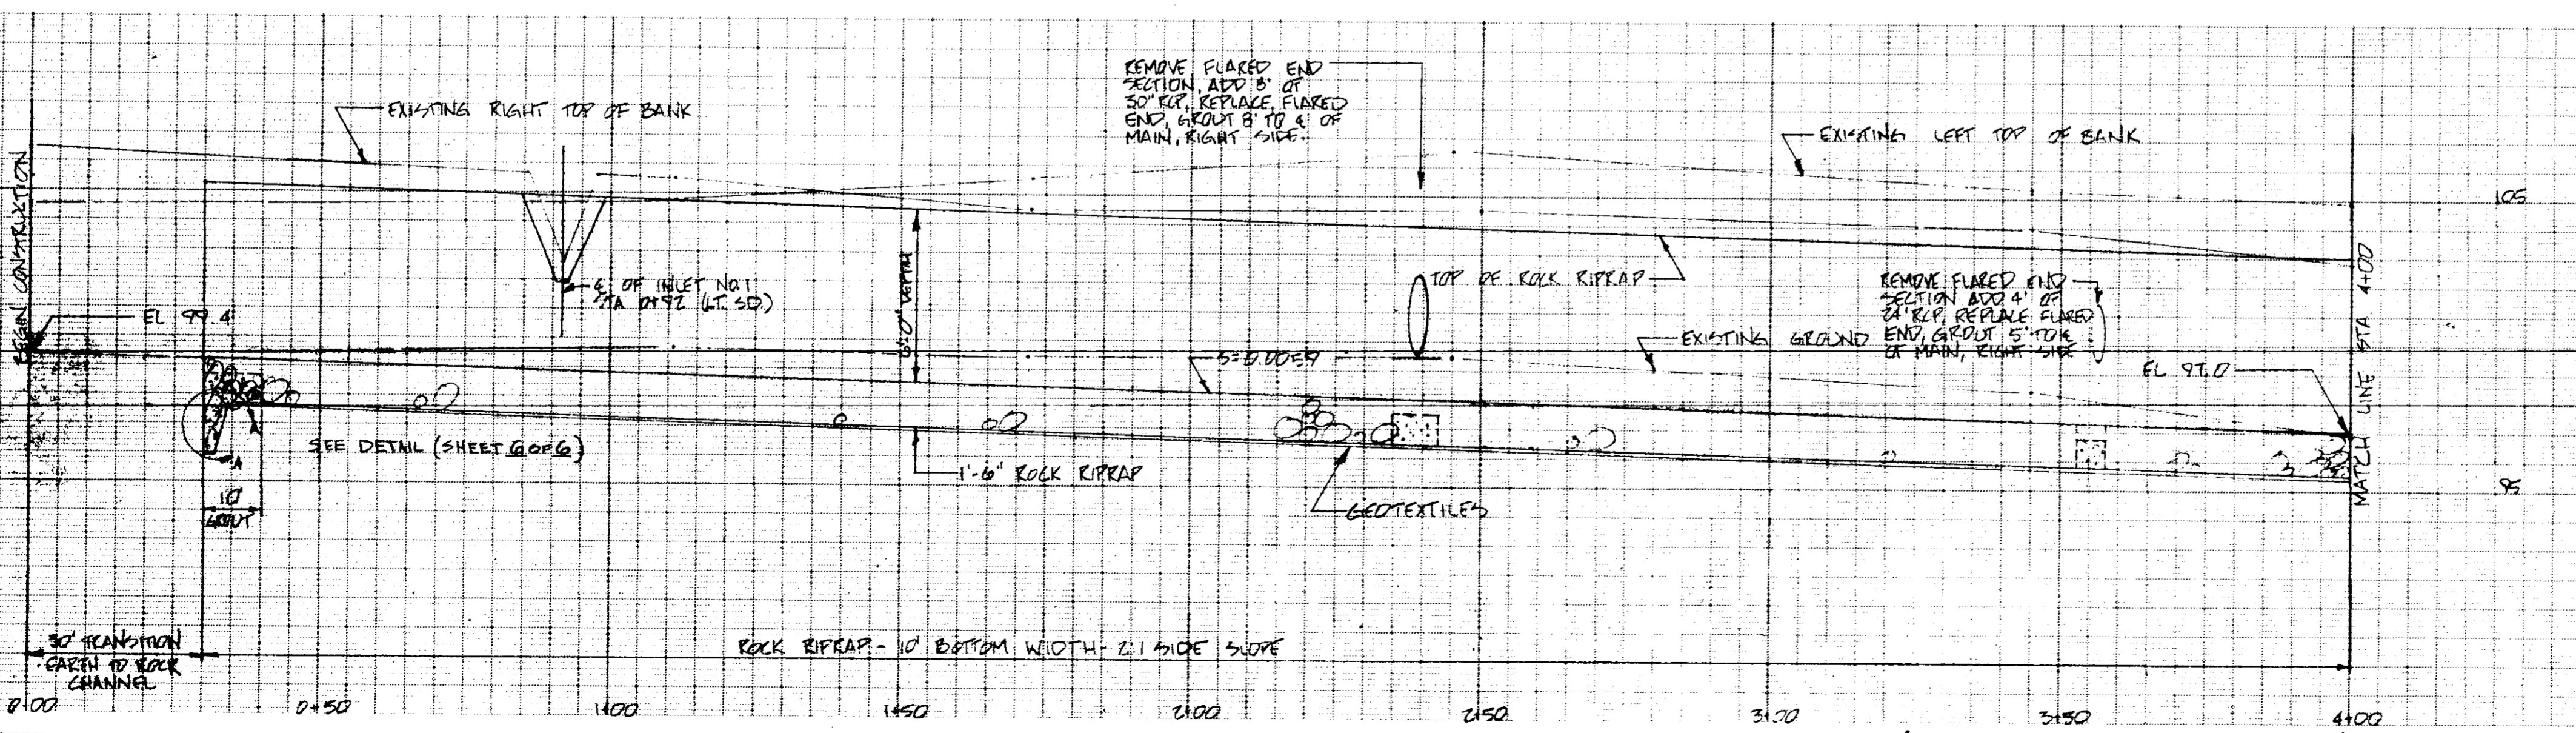 REMOVE FLARED END
SECTION, ADD 8' OF
30" RCP, REPLACE FLARED
END, GROUT 8' TO ℄ OF
MAIN, RIGHT SIDE.
EXISTING RIGHT TOP OF BANK
EXISTING LEFT TOP OF BANK
BEGIN CONSTRUCTION
105
℄ OF INLET NO.1
STA 0+92 (LT. SD.)
6'-0" DEPTH
TOP OF ROCK RIPRAP
REMOVE FLARED END
SECTION ADD 4' OF
24" RCP, REPLACE FLARED
END, GROUT 5' TO ℄
OF MAIN, RIGHT SIDE
MATCH LINE STA 4+00
EL 99.4
EXISTING GROUND
S=0.0059
EL 97.0
SEE DETAIL (SHEET 6 OF 6)
A
A
1'-6" ROCK RIPRAP
95
10'
GROUT
GEOTEXTILES
30' TRANSITION
EARTH TO ROCK
CHANNEL
ROCK RIPRAP - 10' BOTTOM WIDTH - 2:1 SIDE SLOPE
0+00
0+50
1+00
1+50
2+00
2+50
3+00
3+50
4+00